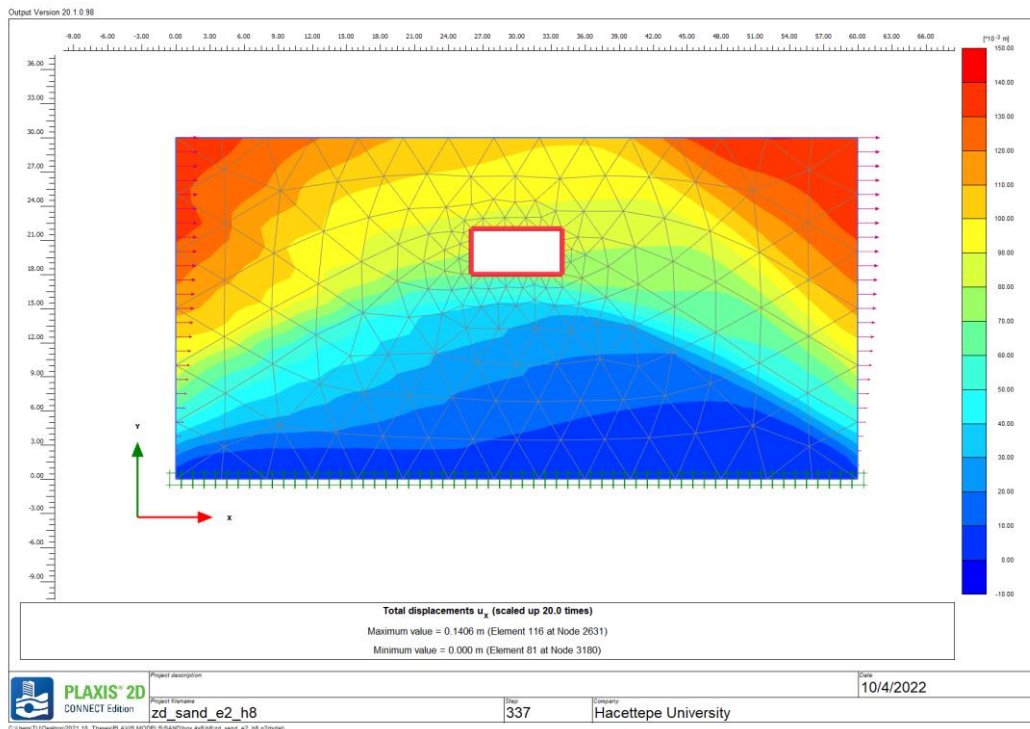 Output Version 20.1.0.98
-9.00 -6.00 -3.00 0.00 3.00 6.00 9.00 12.00 15.00 18.00 21.00 24.00 27.00 30.00 33.00 36.00 39.00 42.00 45.00 48.00 51.00 54.00 57.00 60.00 63.00 66.00
[*10-3 m]
36.00
33.00
30.00
27.00
24.00
21.00
18.00
15.00
12.00
9.00
6.00
3.00
0.00
-3.00
-6.00
-9.00
Y
x
150.00
140.00
130.00
120.00
110.00
100.00
90.00
80.00
70.00
60.00
50.00
40.00
30.00
20.00
10.00
0.00
-10.00
Total displacements ux (scaled up 20.0 times)
Maximum value = 0.1406 m (Element 116 at Node 2631)
Minimum value = 0.000 m (Element 81 at Node 3180)
PLAXIS® 2D
CONNECT Edition
Project description
Date
10/4/2022
Project filename
zd_sand_e2_h8
Step
337
Company
Hacettepe University